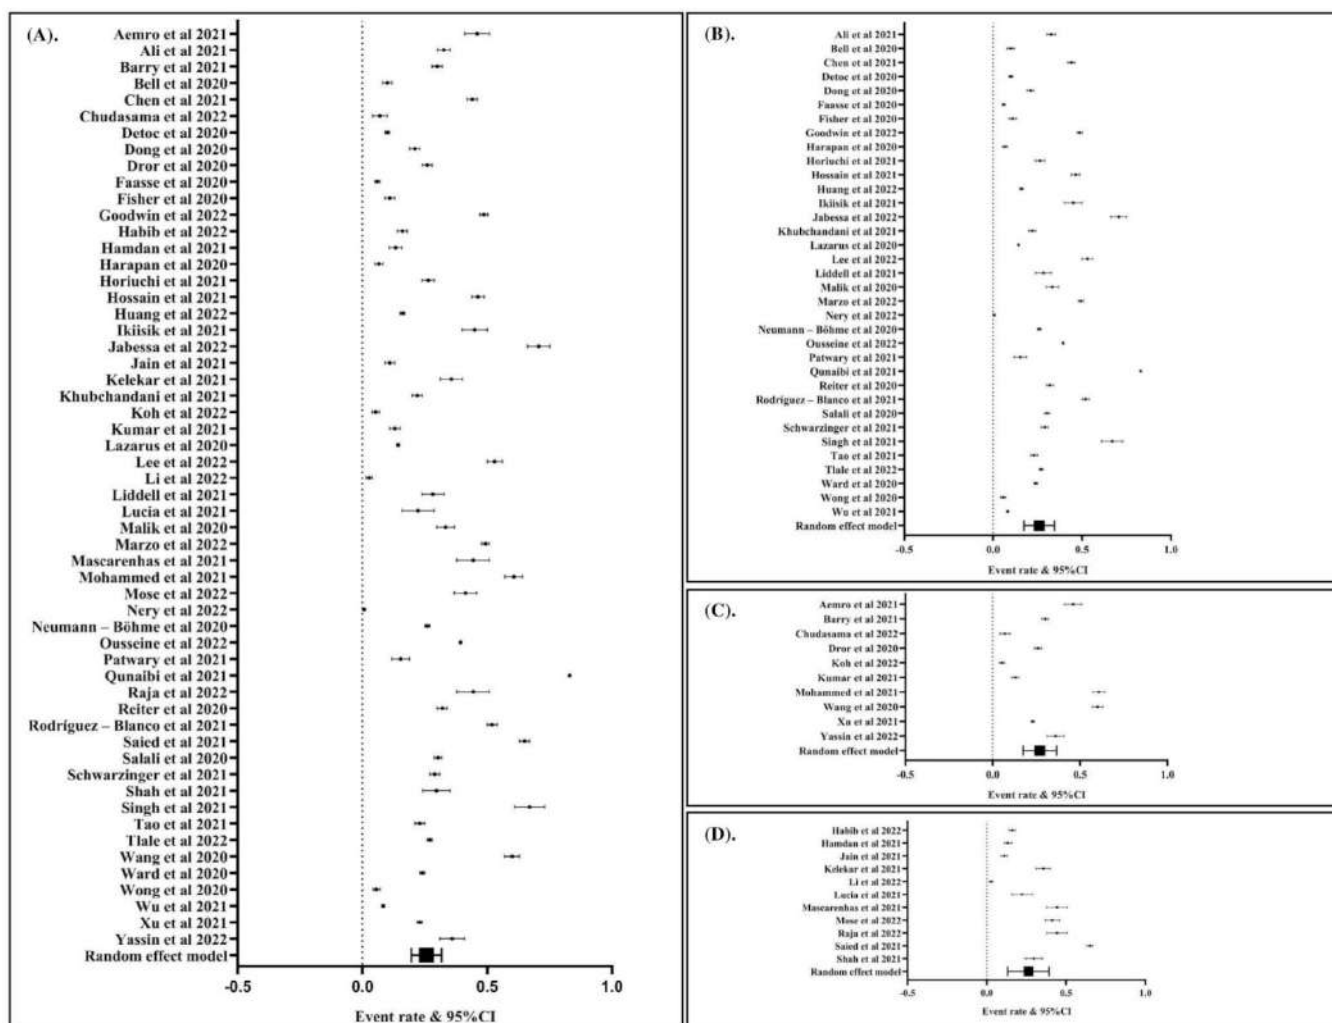 (A).
Aemro et al 2021
Ali et al 2021
Barry et al 2021
Bell et al 2020
Chen et al 2021
Chudasama et al 2022
Detoc et al 2020
Dong et al 2020
Dror et al 2020
Faasse et al 2020
Fisher et al 2020
Goodwin et al 2022
Habib et al 2022
Hamdan et al 2021
Harapan et al 2020
Horiuchi et al 2021
Hossain et al 2021
Huang et al 2022
Ikiisik et al 2021
Jabessa et al 2022
Jain et al 2021
Kelekar et al 2021
Khubchandani et al 2021
Koh et al 2022
Kumar et al 2021
Lazarus et al 2020
Lee et al 2022
Li et al 2022
Liddell et al 2021
Lucia et al 2021
Malik et al 2020
Marzo et al 2022
Mascarenhas et al 2021
Mohammed et al 2021
Mose et al 2022
Nery et al 2022
Neumann – Böhme et al 2020
Ousseine et al 2022
Patwary et al 2021
Qunaibi et al 2021
Raja et al 2022
Reiter et al 2020
Rodríguez – Blanco et al 2021
Saied et al 2021
Salali et al 2020
Schwarzinger et al 2021
Shah et al 2021
Singh et al 2021
Tao et al 2021
Tlale et al 2022
Wang et al 2020
Ward et al 2020
Wong et al 2020
Wu et al 2021
Xu et al 2021
Yassin et al 2022
Random effect model
-0.5 0.0 0.5 1.0
Event rate & 95%CI
(B).
Ali et al 2021
Bell et al 2020
Chen et al 2021
Detoc et al 2020
Dong et al 2020
Faasse et al 2020
Fisher et al 2020
Goodwin et al 2022
Harapan et al 2020
Horiuchi et al 2021
Hossain et al 2021
Huang et al 2022
Ikiisik et al 2021
Jabessa et al 2022
Khubchandani et al 2021
Lazarus et al 2020
Lee et al 2022
Liddell et al 2021
Malik et al 2020
Marzo et al 2022
Nery et al 2022
Neumann – Böhme et al 2020
Ousseine et al 2022
Patwary et al 2021
Qunaibi et al 2021
Reiter et al 2020
Rodríguez – Blanco et al 2021
Salali et al 2020
Schwarzinger et al 2021
Singh et al 2021
Tao et al 2021
Tlale et al 2022
Ward et al 2020
Wong et al 2020
Wu et al 2021
Random effect model
-0.5 0.0 0.5 1.0
Event rate & 95%CI
(C).
Aemro et al 2021
Barry et al 2021
Chudasama et al 2022
Dror et al 2020
Koh et al 2022
Kumar et al 2021
Mohammed et al 2021
Wang et al 2020
Xu et al 2021
Yassin et al 2022
Random effect model
-0.5 0.0 0.5 1.0
Event rate & 95%CI
(D).
Habib et al 2022
Hamdan et al 2021
Jain et al 2021
Kelekar et al 2021
Li et al 2022
Lucia et al 2021
Mascarenhas et al 2021
Mose et al 2022
Raja et al 2022
Saied et al 2021
Shah et al 2021
Random effect model
-0.5 0.0 0.5 1.0
Event rate & 95%CI